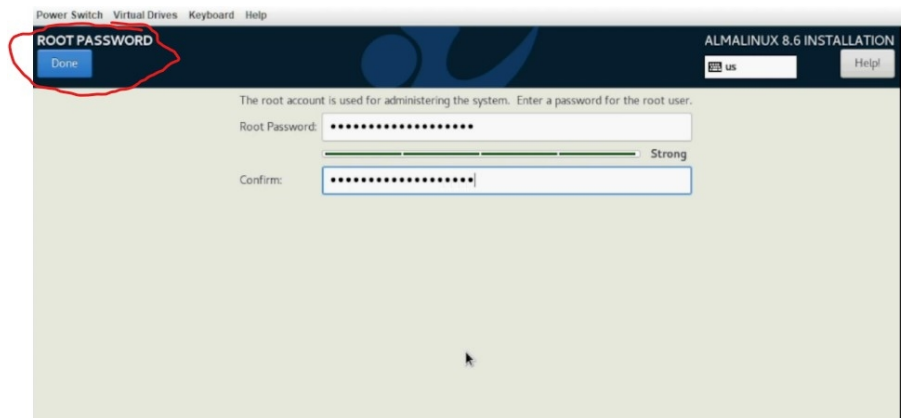 Power Switch Virtual Drives Keyboard Help
ROOT PASSWORD
ALMALINUX 8.6 INSTALLATION
Done
us
Help!
The root account is used for administering the system. Enter a password for the root user.
Root Password: •••••••••••••••••••
Strong
Confirm: •••••••••••••••••••